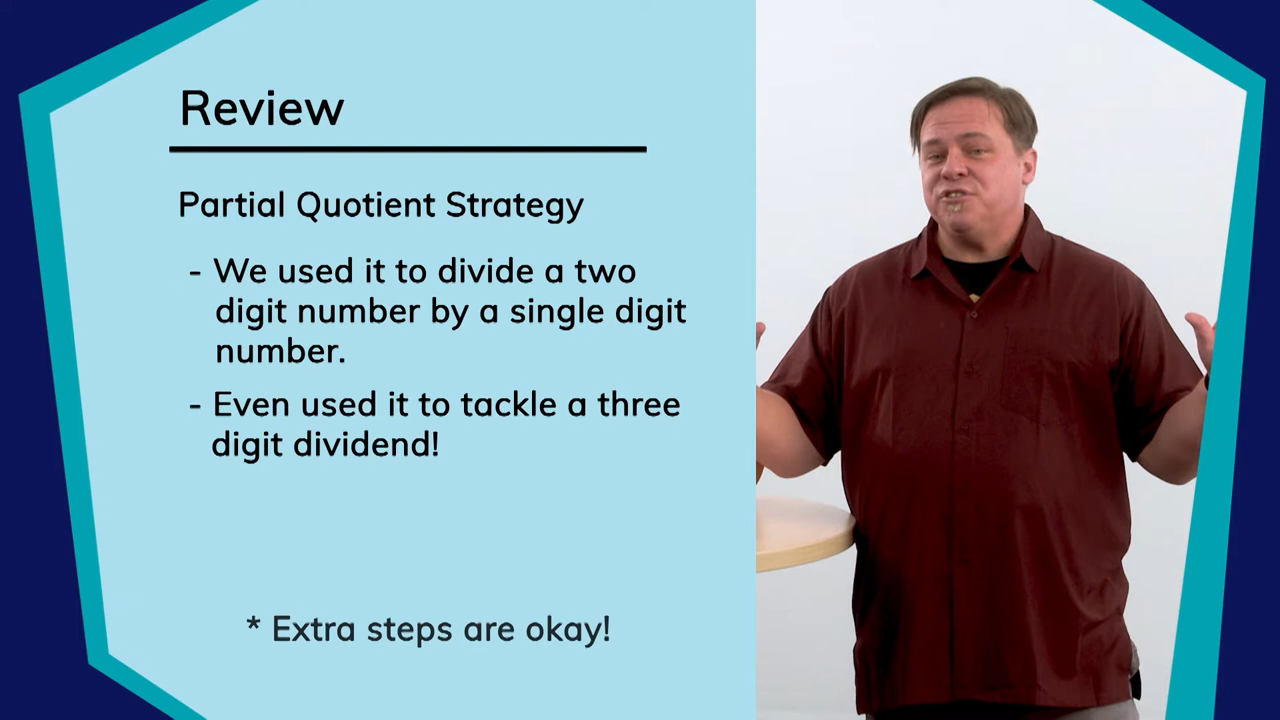 Review
Partial Quotient Strategy
- We used it to divide a two
digit number by a single digit
number.
- Even used it to tackle a three
digit dividend!
* Extra steps are okay!